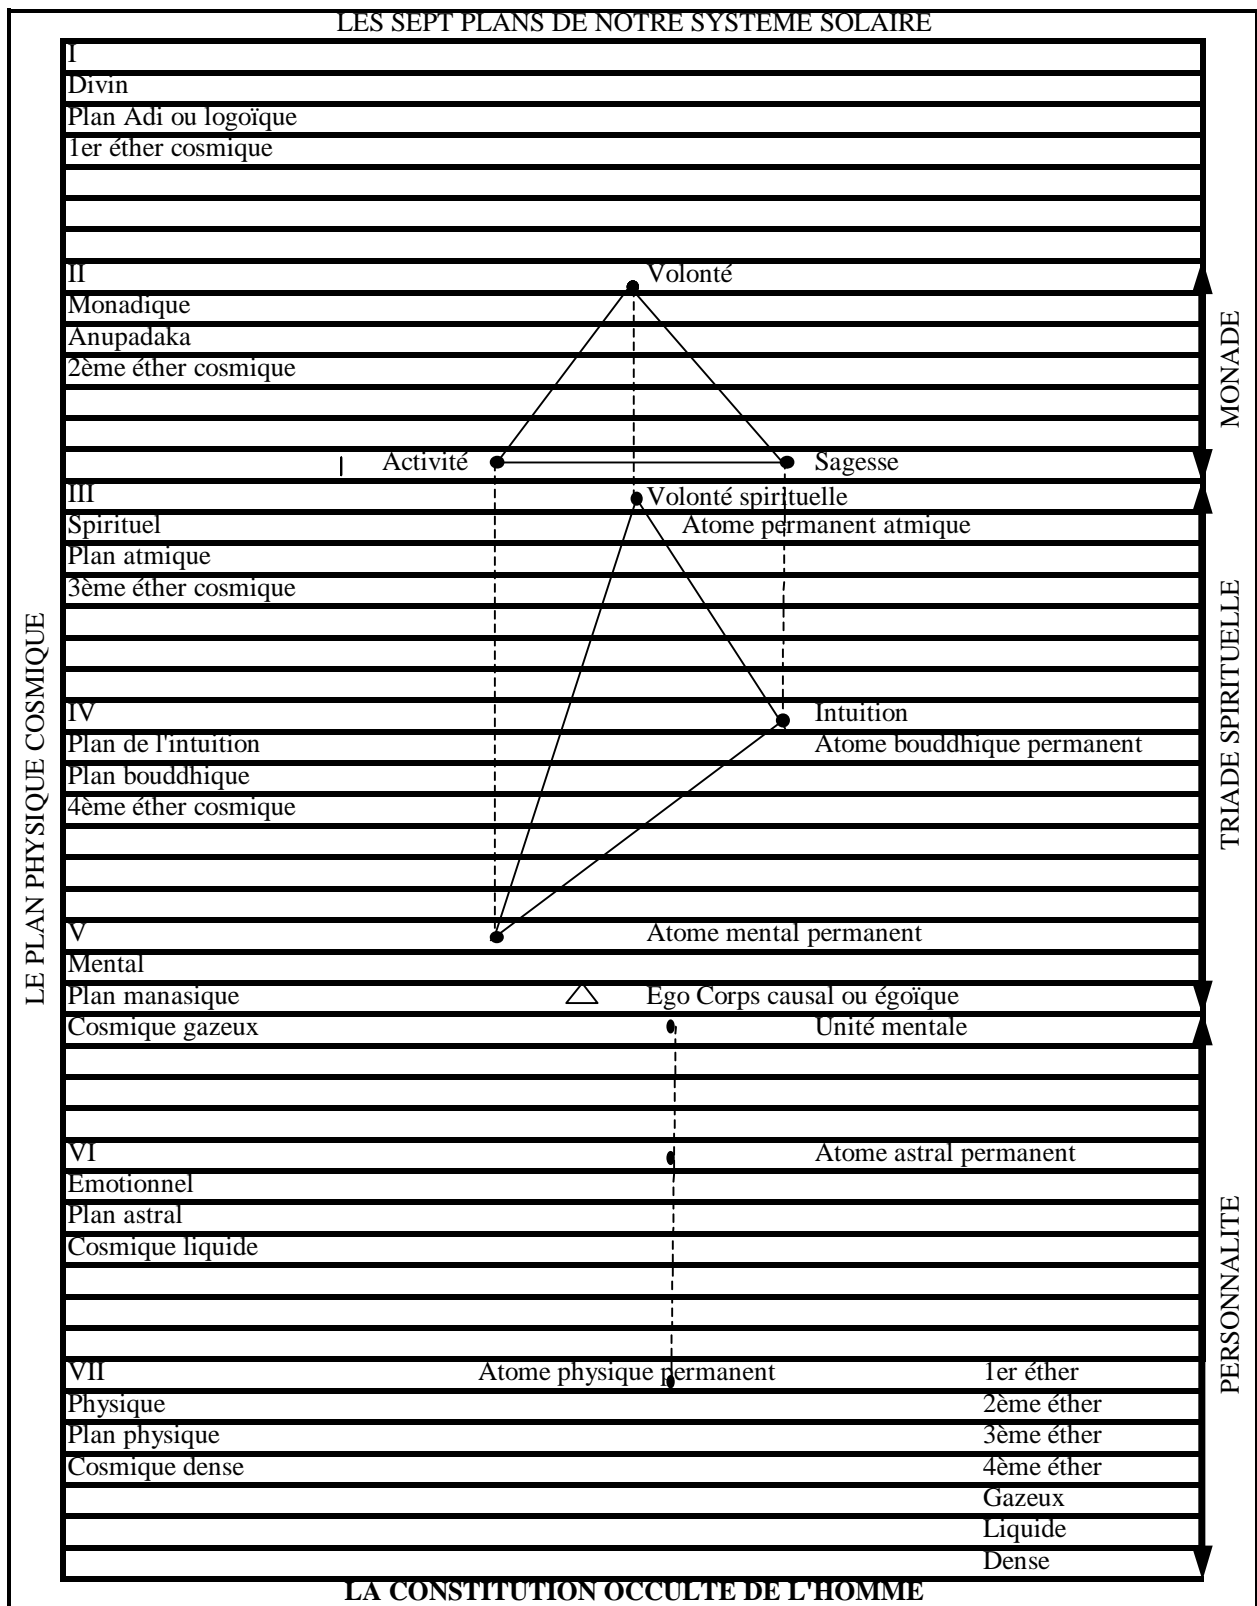 LES SEPT PLANS DE NOTRE SYSTEME SOLAIRE
I
Divin
Plan Adi ou logoïque
1er éther cosmique
II Volonté
Monadique
Anupadaka
2ème éther cosmique
Activité Sagesse
III Volonté spirituelle
Spirituel Atome permanent atmique
Plan atmique
3ème éther cosmique
IV Intuition
Plan de l'intuition Atome bouddhique permanent
Plan bouddhique
4ème éther cosmique
V Atome mental permanent
Mental
Plan manasique Ego Corps causal ou égoïque
Cosmique gazeux Unité mentale
VI Atome astral permanent
Emotionnel
Plan astral
Cosmique liquide
VII Atome physique permanent 1er éther
Physique 2ème éther
Plan physique 3ème éther
Cosmique dense 4ème éther
Gazeux
Liquide
Dense
LE PLAN PHYSIQUE COSMIQUE
MONADE
TRIADE SPIRITUELLE
PERSONNALITE
LA CONSTITUTION OCCULTE DE L'HOMME